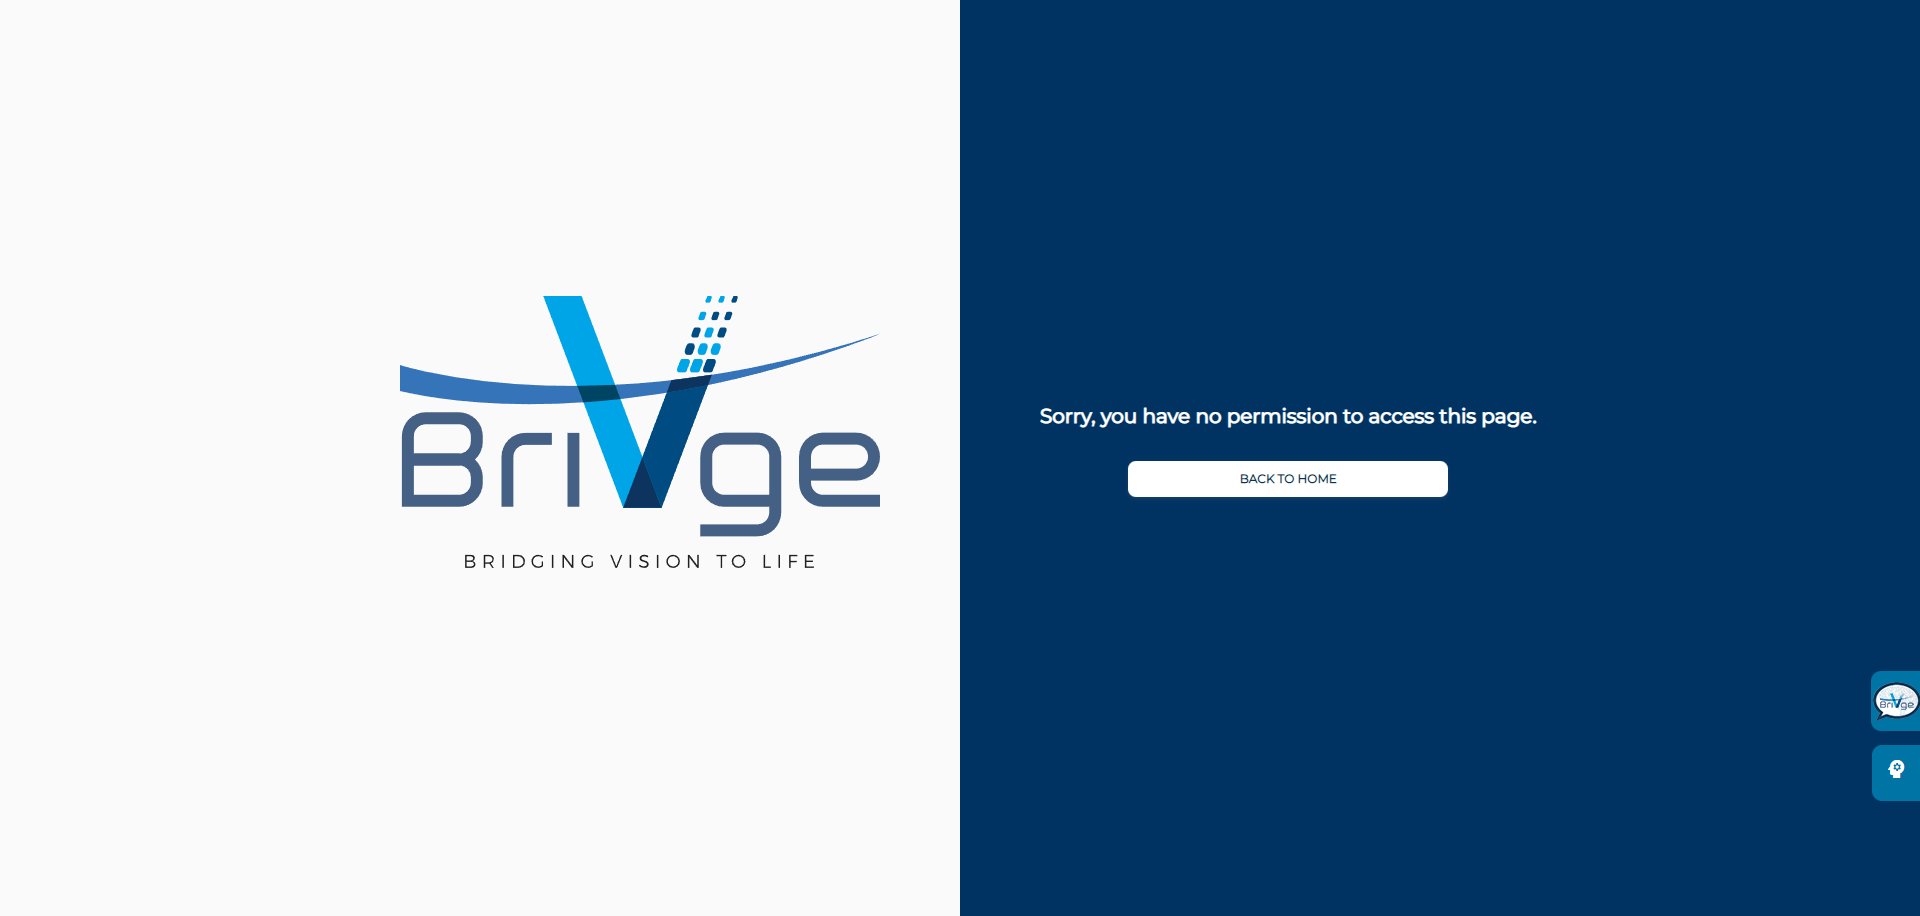 BriVge
BRIDGING VISION TO LIFE
Sorry, you have no permission to access this page.
BACK TO HOME
BriVge